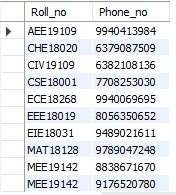 Roll_no Phone_no
AEE19109 9940413984
CHE18020 6379087509
CIV19109 6382108136
CSE18001 7708253030
ECE18268 9940069695
EEE18019 8056350652
EIE18031 9489021611
MAT18128 9789047248
MEE19142 8838671670
MEE19142 9176520780